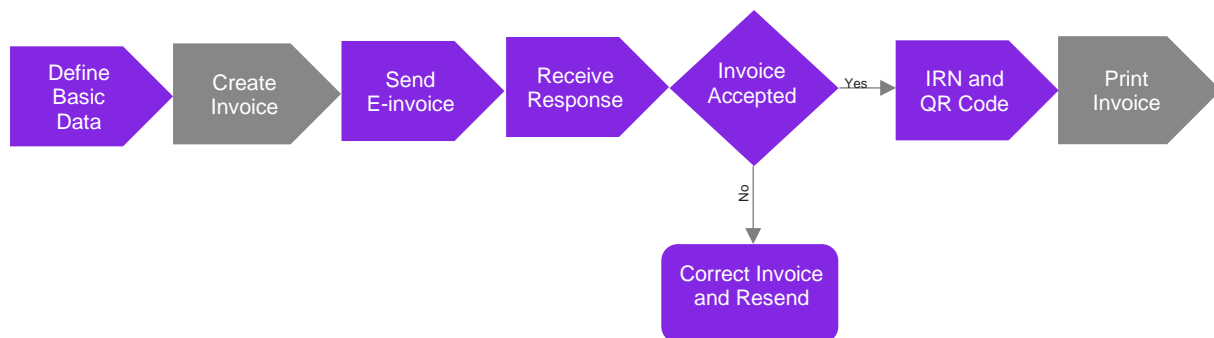 Define
Basic
Data
Create
Invoice
Send
E-invoice
Receive
Response
Invoice
Accepted
Yes
IRN and
QR Code
Print
Invoice
No
Correct Invoice
and Resend